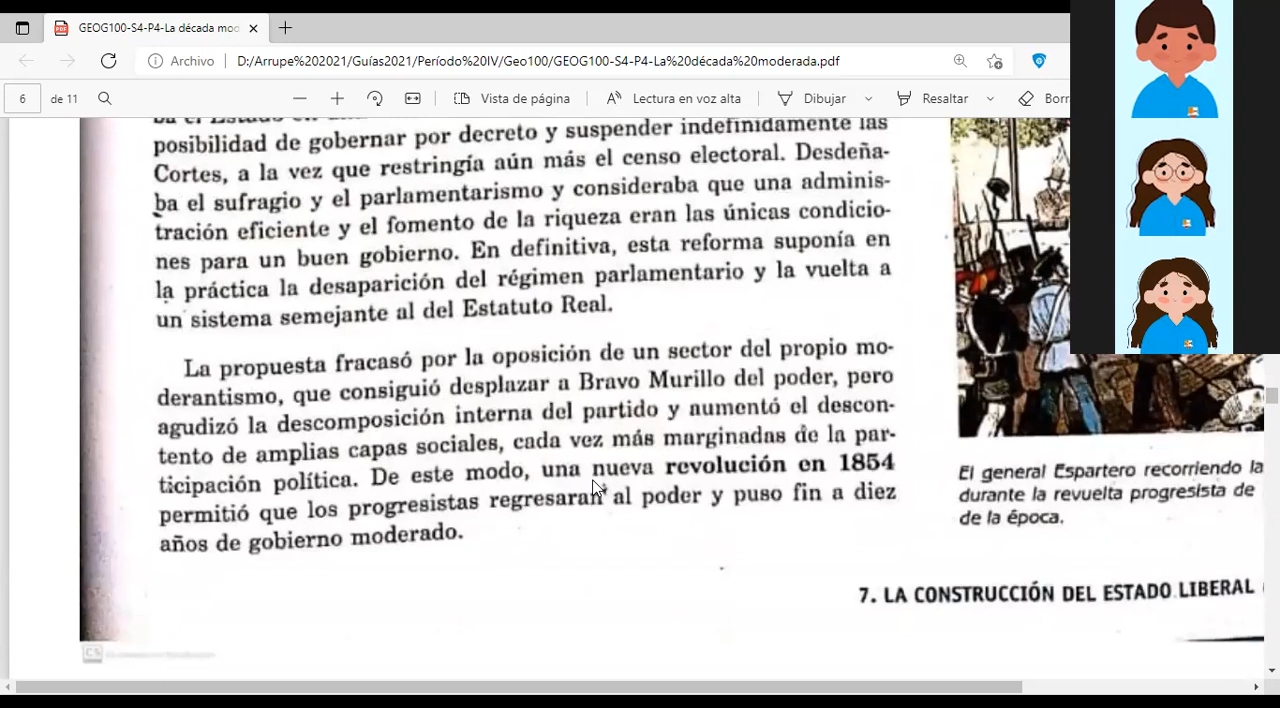 GEOG100-S4-P4-La década mod
Archivo
D:/Arrupe%202021/Guías2021/Período%20IV/Geo100/GEOG100-S4-P4-La%20década%20moderada.pdf
6 de 11
Vista de página
Lectura en voz alta
Dibujar
Resaltar
Borr
posibilidad de gobernar por decreto y suspender indefinidamente las
Cortes, a la vez que restringía aún más el censo electoral. Desdeña-
ba el sufragio y el parlamentarismo y consideraba que una adminis-
tración eficiente y el fomento de la riqueza eran las únicas condicio-
nes para un buen gobierno. En definitiva, esta reforma suponía en
la práctica la desaparición del régimen parlamentario y la vuelta a
un sistema semejante al del Estatuto Real.
La propuesta fracasó por la oposición de un sector del propio mo-
derantismo, que consiguió desplazar a Bravo Murillo del poder, pero
agudizó la descomposición interna del partido y aumentó el descon-
tento de amplias capas sociales, cada vez más marginadas de la par-
ticipación política. De este modo, una nueva revolución en 1854
permitió que los progresistas regresaran al poder y puso fin a diez
años de gobierno moderado.
El general Espartero recorriendo la
durante la revuelta progresista de
de la época.
7. LA CONSTRUCCIÓN DEL ESTADO LIBERAL
CS